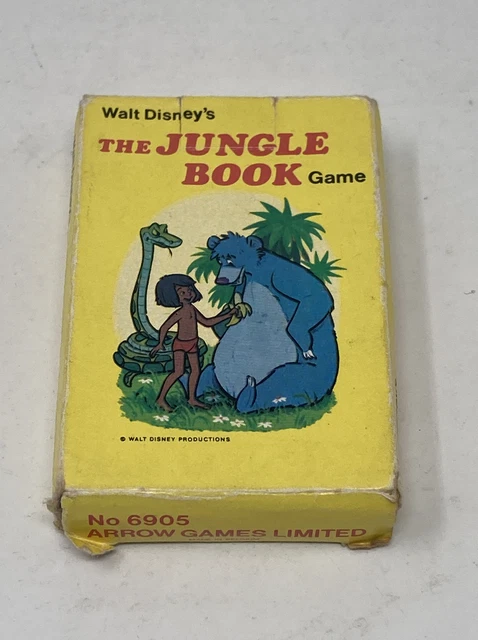 Walt Disney's
THE JUNGLE
BOOK Game
© WALT DISNEY PRODUCTIONS
No 6905
ARROW GAMES LIMITED